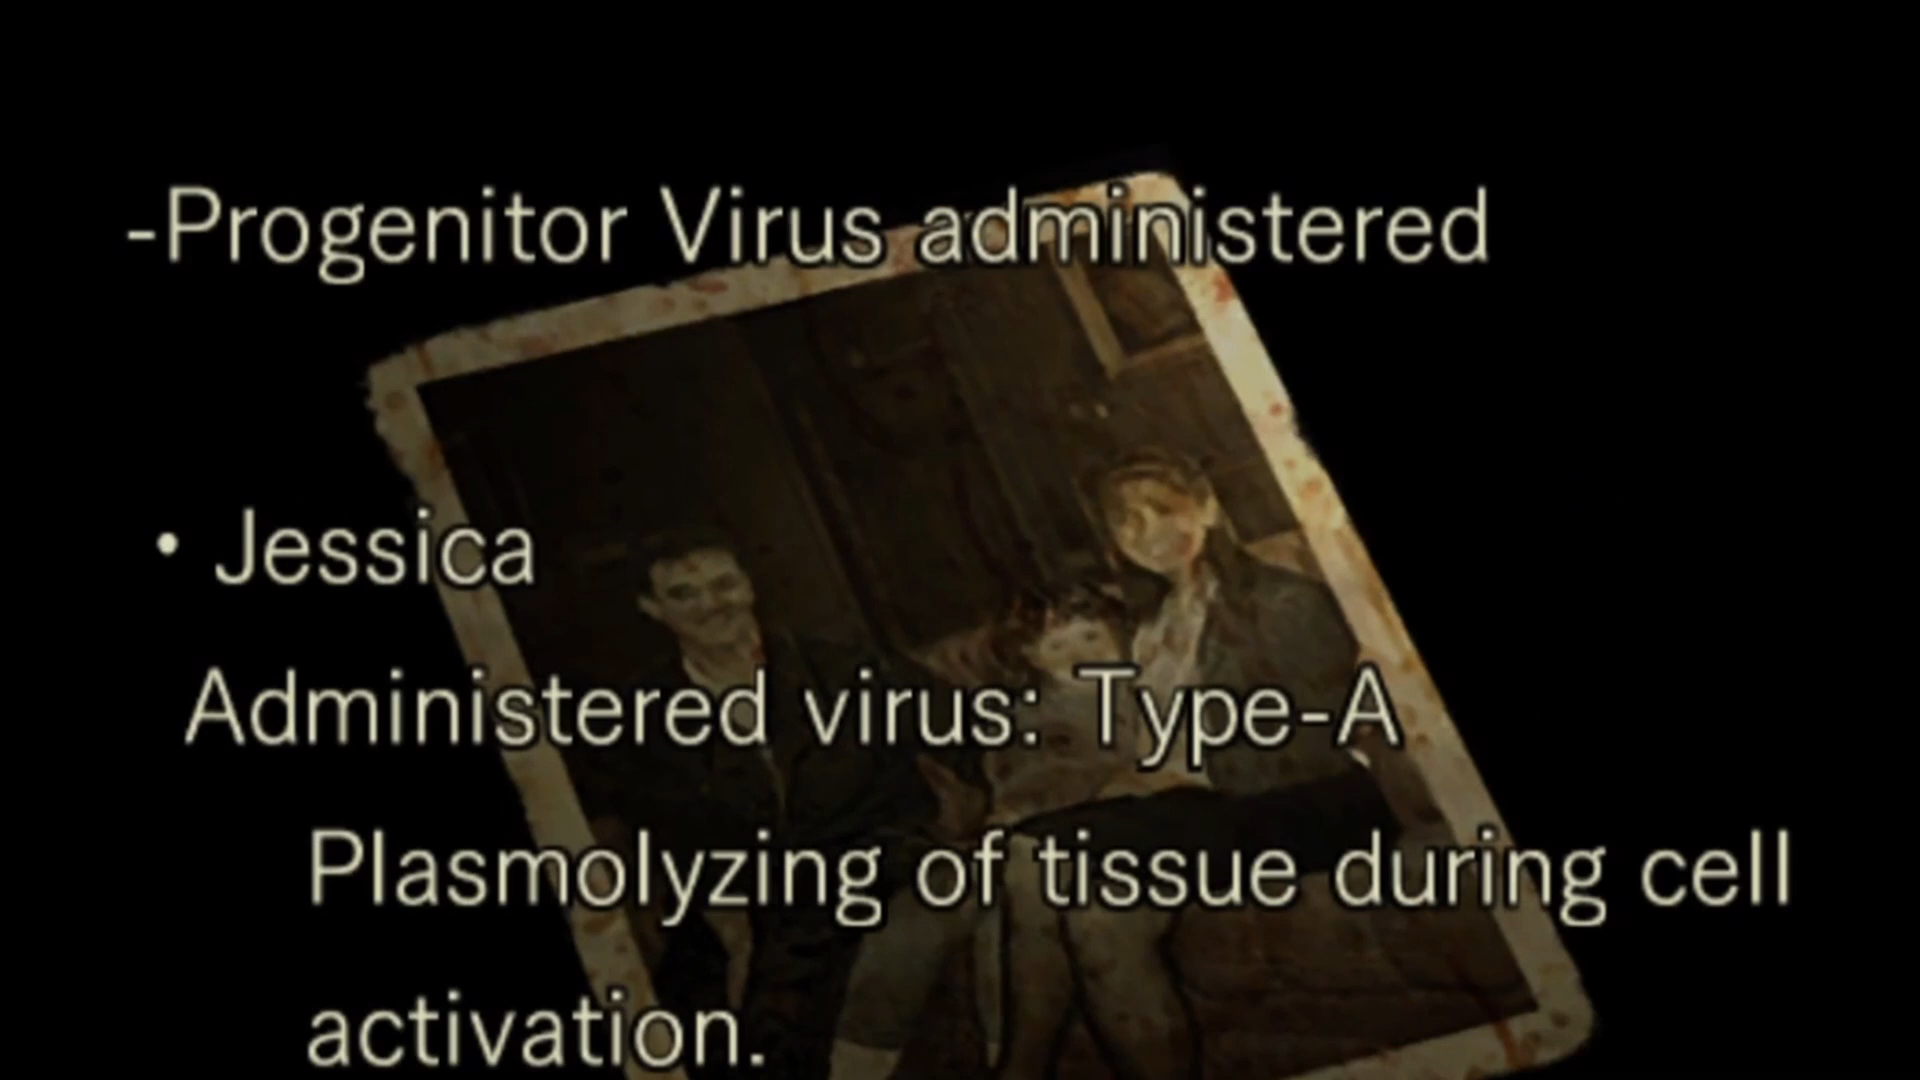 -Progenitor Virus administered
• Jessica
Administered virus: Type-A
Plasmolyzing of tissue during cell
activation.